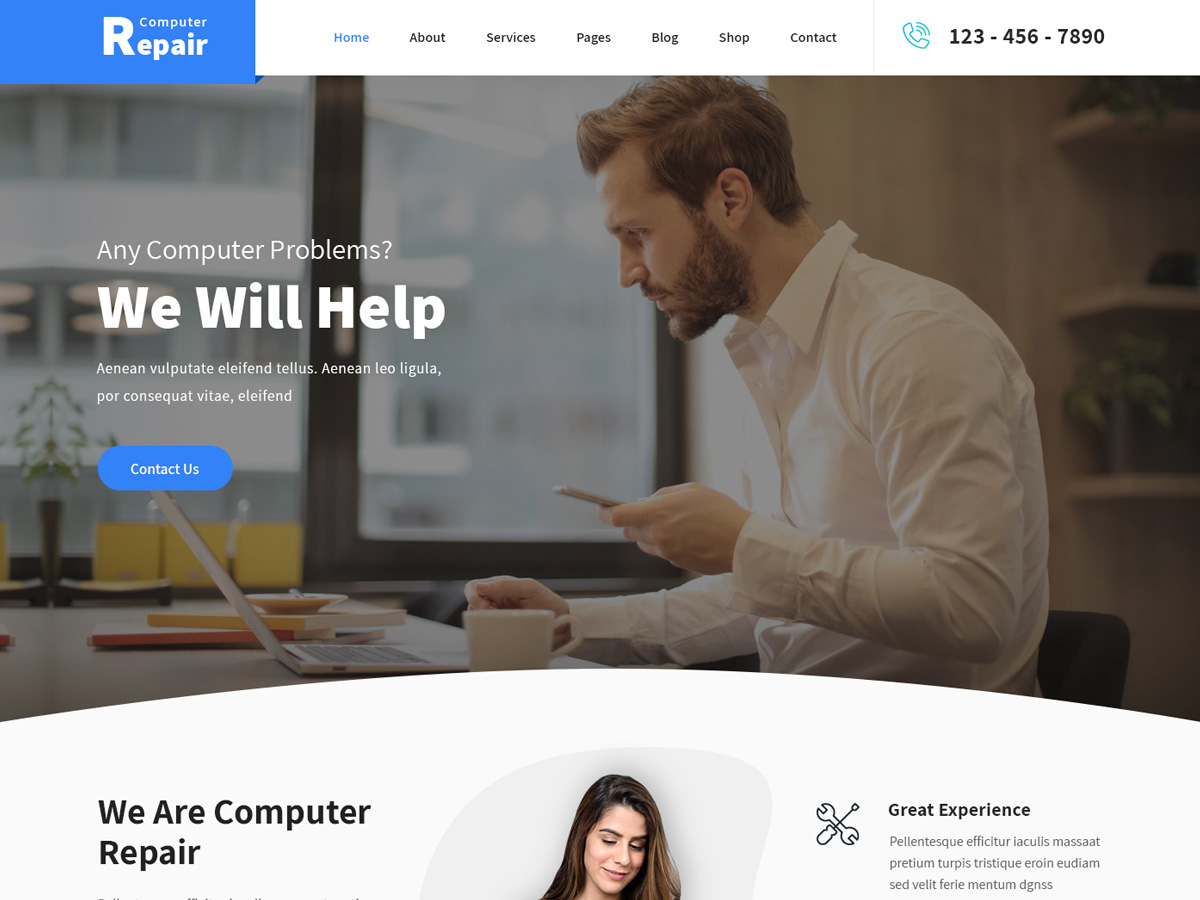 Computer
Repair
Home About Services Pages Blog Shop Contact
123 - 456 - 7890
Any Computer Problems?
We Will Help
Aenean vulputate eleifend tellus. Aenean leo ligula,
por consequat vitae, eleifend
Contact Us
We Are Computer
Repair
Great Experience
Pellentesque efficitur iaculis massaat
pretium turpis tristique eroin eudiam
sed velit ferie mentum dgnss